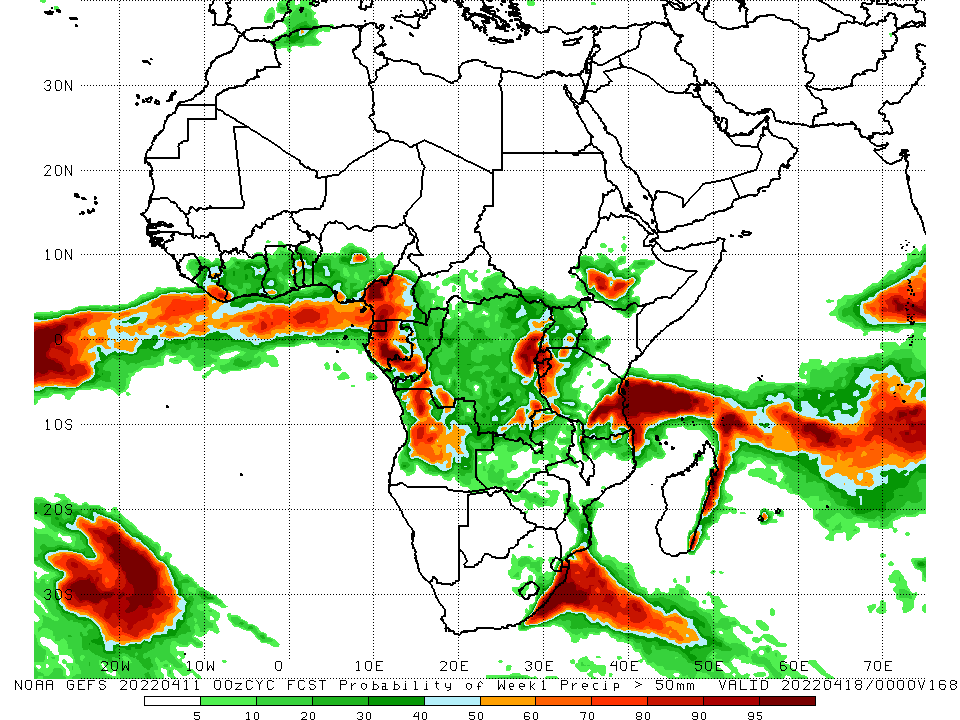 30N
20N
10N
0
10S
20S
30S
20W 10W 0 10E 20E 30E 40E 50E 60E 70E
NOAA GEFS 20220411 00zCYC FCST Probability of Week1 Precip > 50mm VALID 20220418/0000V168
5 10 20 30 40 50 60 70 80 90 95